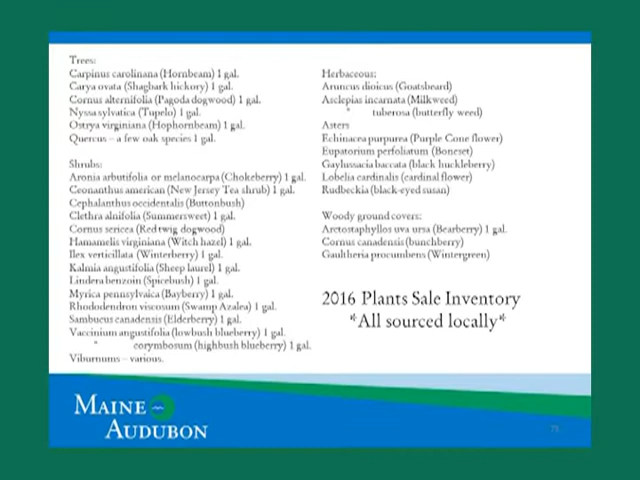 Trees:
Carpinus carolinana (Hornbeam) 1 gal.
Carya ovata (Shagbark hickory) 1 gal.
Cornus alternifolia (Pagoda dogwood) 1 gal.
Nyssa sylvatica (Tupelo) 1 gal.
Ostrya virginiana (Hophornbeam) 1 gal.
Quercus – a few oak species 1 gal.
Shrubs:
Aronia arbutifolia or melanocarpa (Chokeberry) 1 gal.
Ceonanthus american (New Jersey Tea shrub) 1 gal.
Cephalanthus occidentalis (Buttonbush)
Clethra alnifolia (Summersweet) 1 gal.
Cornus sericea (Red twig dogwood)
Hamamelis virginiana (Witch hazel) 1 gal.
Ilex verticillata (Winterberry) 1 gal.
Kalmia angustifolia (Sheep laurel) 1 gal.
Lindera benzoin (Spicebush) 1 gal.
Myrica pennsylvaica (Bayberry) 1 gal.
Rhododendron viscosum (Swamp Azalea) 1 gal.
Sambucus canadensis (Elderberry) 1 gal.
Vaccinium angustifolia (lowbush blueberry) 1 gal.
" corymbosum (highbush blueberry) 1 gal.
Viburnums – various.
Herbaceous:
Aruncus dioicus (Goatsbeard)
Asclepias incarnata (Milkweed)
" tuberosa (butterfly weed)
Asters
Echinacea purpurea (Purple Cone flower)
Eupatorium perfoliatum (Boneset)
Gaylussacia baccata (black huckleberry)
Lobelia cardinalis (cardinal flower)
Rudbeckia (black-eyed susan)
Woody ground covers:
Arctostaphyllos uva ursa (Bearberry) 1 gal.
Cornus canadensis (bunchberry)
Gaultheria procumbens (Wintergreen)
2016 Plants Sale Inventory
*All sourced locally*
MAINE
AUDUBON